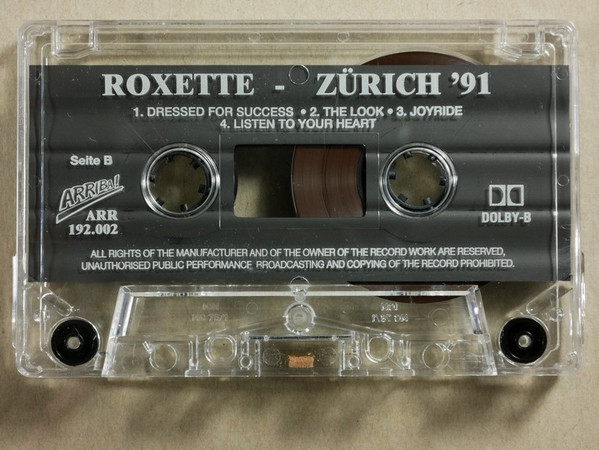 ROXETTE - ZÜRICH '91
1. DRESSED FOR SUCCESS • 2. THE LOOK • 3. JOYRIDE
4. LISTEN TO YOUR HEART
Seite B
ARRIBA!
ARR
192.002
DOLBY-B
ALL RIGHTS OF THE MANUFACTURER AND OF THE OWNER OF THE RECORD WORK ARE RESERVED,
UNAUTHORISED PUBLIC PERFORMANCE, BROADCASTING AND COPYING OF THE RECORD PROHIBITED.